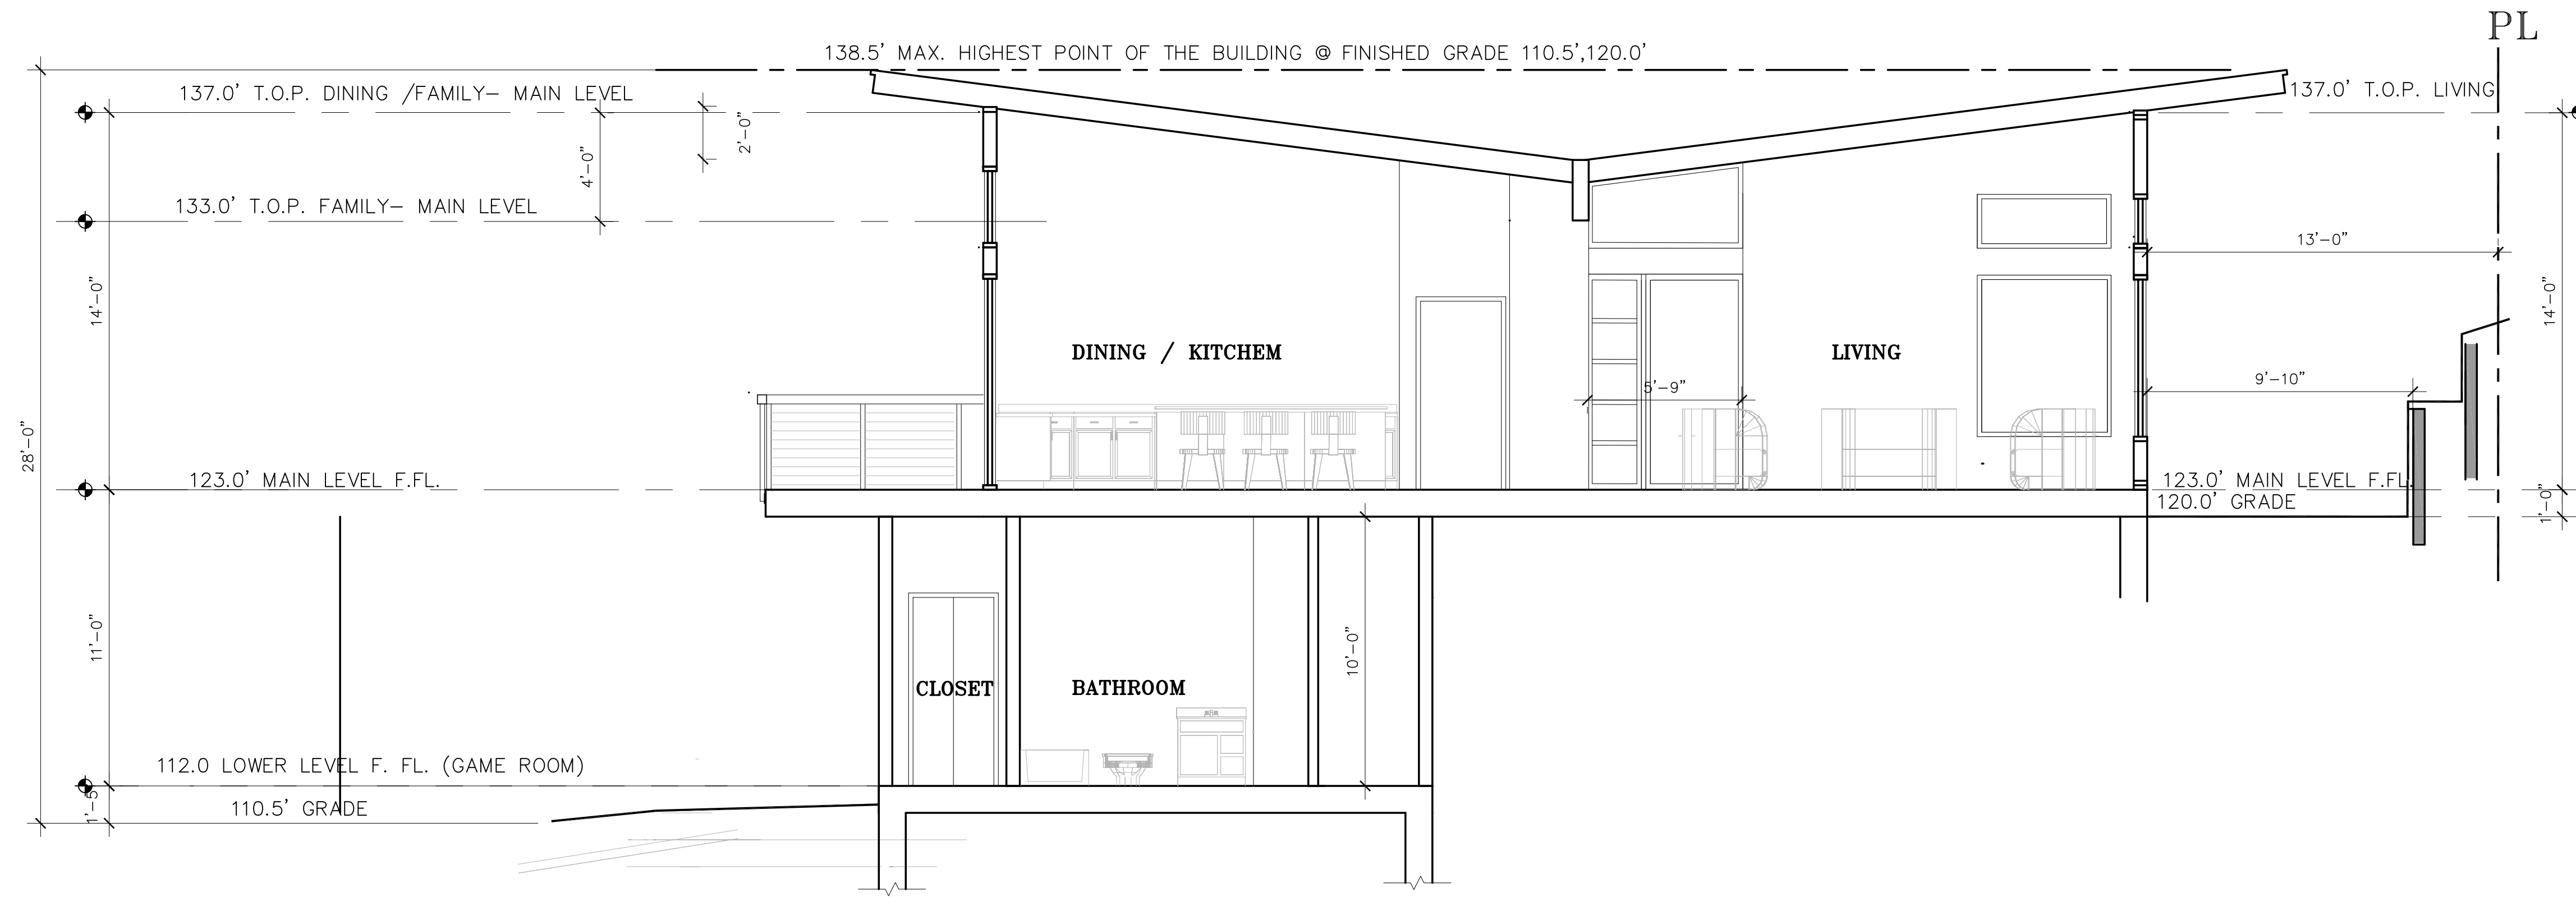 PL
138.5' MAX. HIGHEST POINT OF THE BUILDING @ FINISHED GRADE 110.5',120.0'
137.0' T.O.P. DINING /FAMILY- MAIN LEVEL
137.0' T.O.P. LIVING
2'-0"
4'-0"
133.0' T.O.P. FAMILY- MAIN LEVEL
13'-0"
14'-0"
14'-0"
DINING / KITCHEM
LIVING
5'-9"
9'-10"
28'-0"
123.0' MAIN LEVEL F.FL.
123.0' MAIN LEVEL F.FL.
120.0' GRADE
1'-0"
11'-0"
10'-0"
CLOSET
BATHROOM
112.0 LOWER LEVEL F. FL. (GAME ROOM)
1'-5"
110.5' GRADE